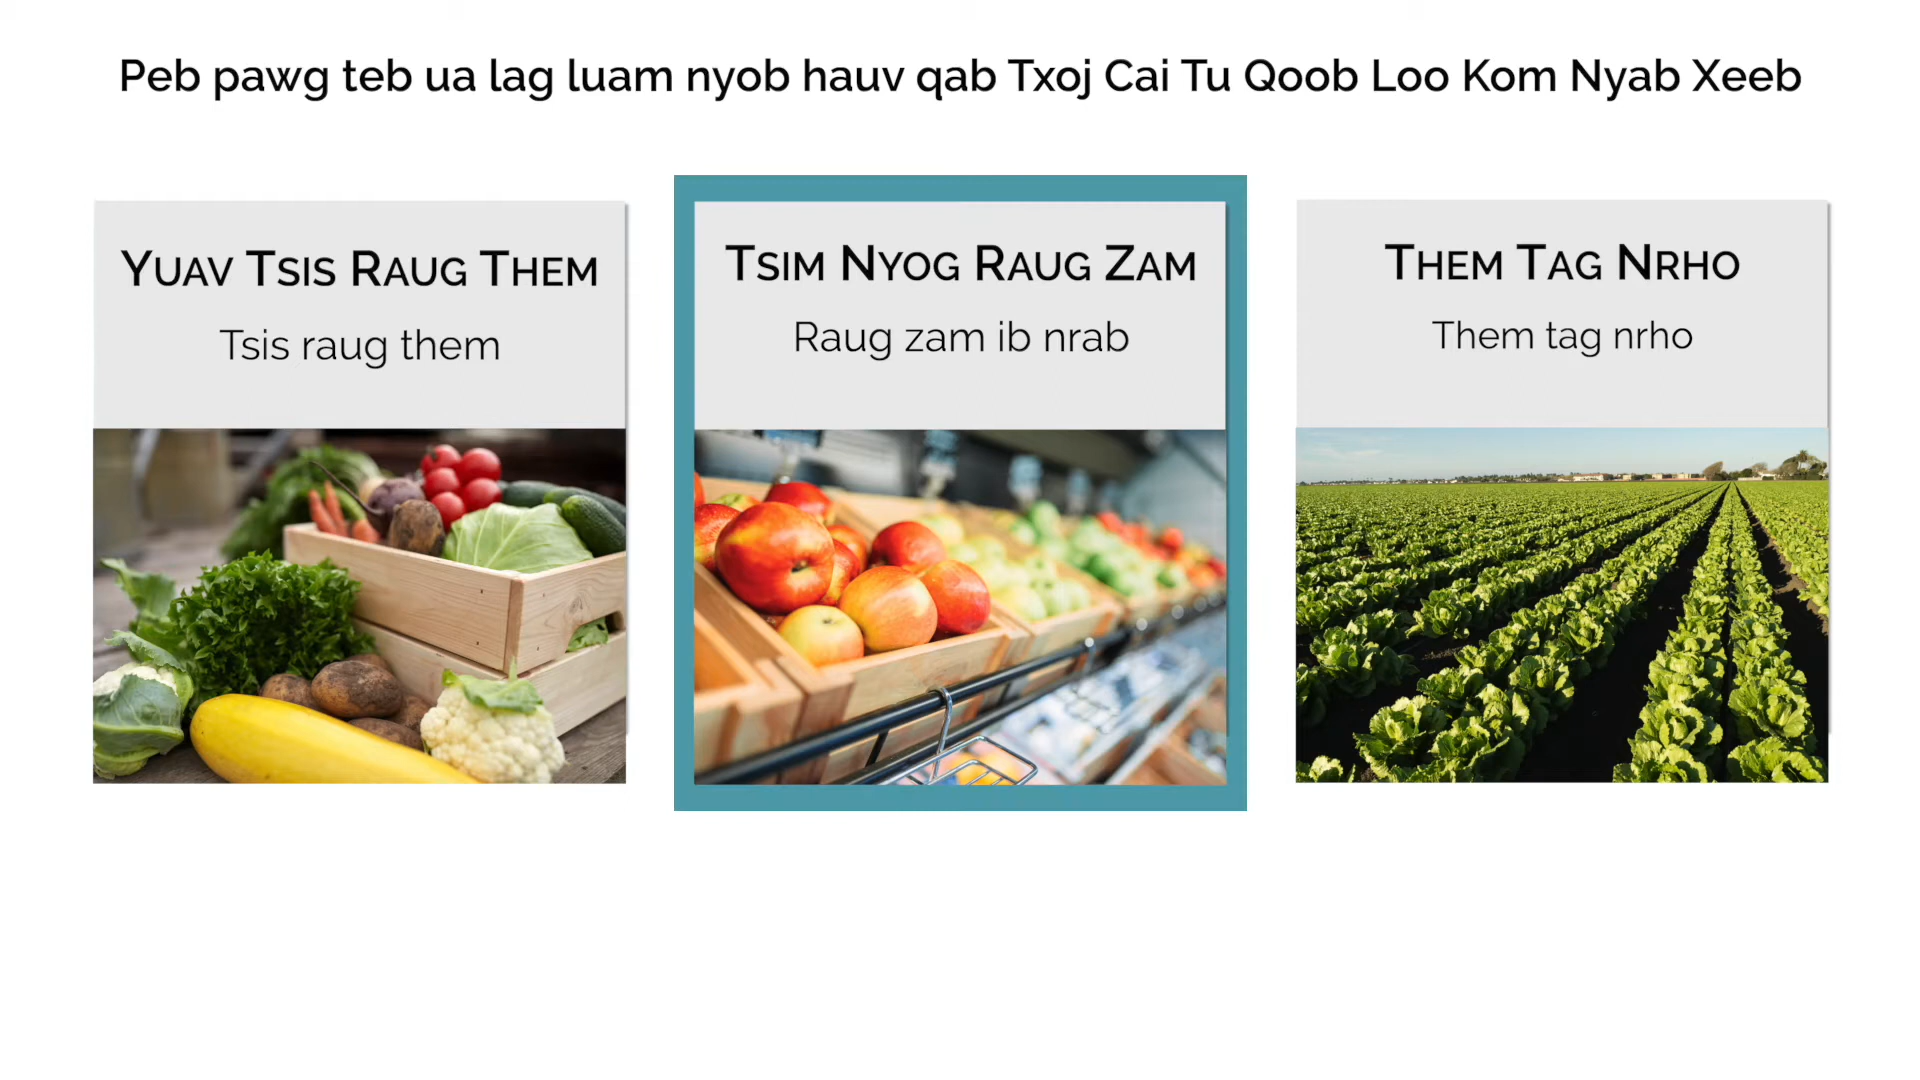 Peb pawg teb ua lag luam nyob hauv qab Txoj Cai Tu Qoob Loo Kom Nyab Xeeb
Yuav Tsis Raug Them
Tsis raug them
Tsim Nyog Raug Zam
Raug zam ib nrab
Them Tag Nrho
Them tag nrho